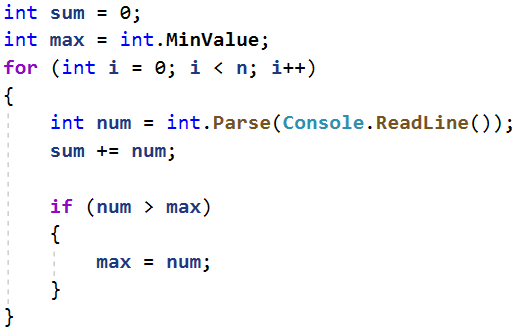 int sum = 0;
int max = int.MinValue;
for (int i = 0; i < n; i++)
{
    int num = int.Parse(Console.ReadLine());
    sum += num;

    if (num > max)
    {
        max = num;
    }
}